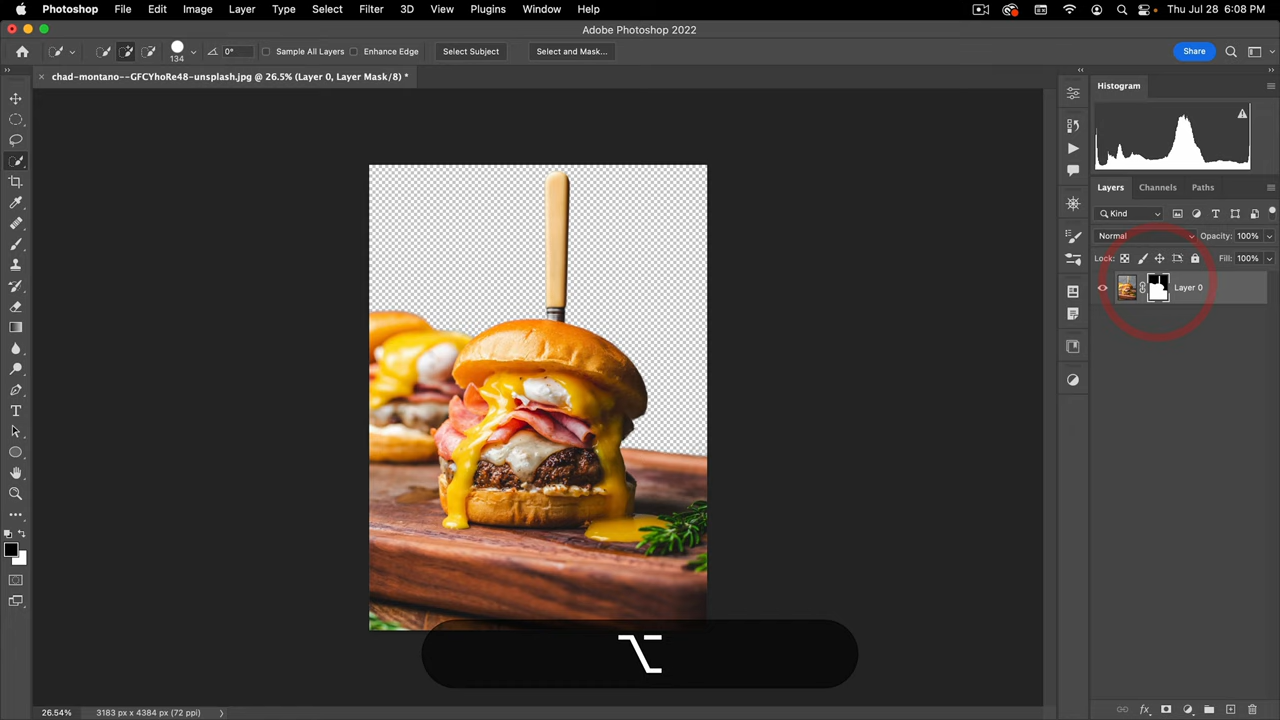 Photoshop File Edit Image Layer Type Select Filter 3D View Plugins Window Help Thu Jul 28 6:08 PM
Adobe Photoshop 2022
134 0° Sample All Layers Enhance Edge Select Subject Select and Mask... Share
chad-montano--GFCYhoRe48-unsplash.jpg @ 26.5% (Layer 0, Layer Mask/8) *
Histogram
Layers Channels Paths
Kind
Normal Opacity: 100%
Lock: Fill: 100%
Layer 0
⌥
26.54% 3183 px x 4384 px (72 ppi)